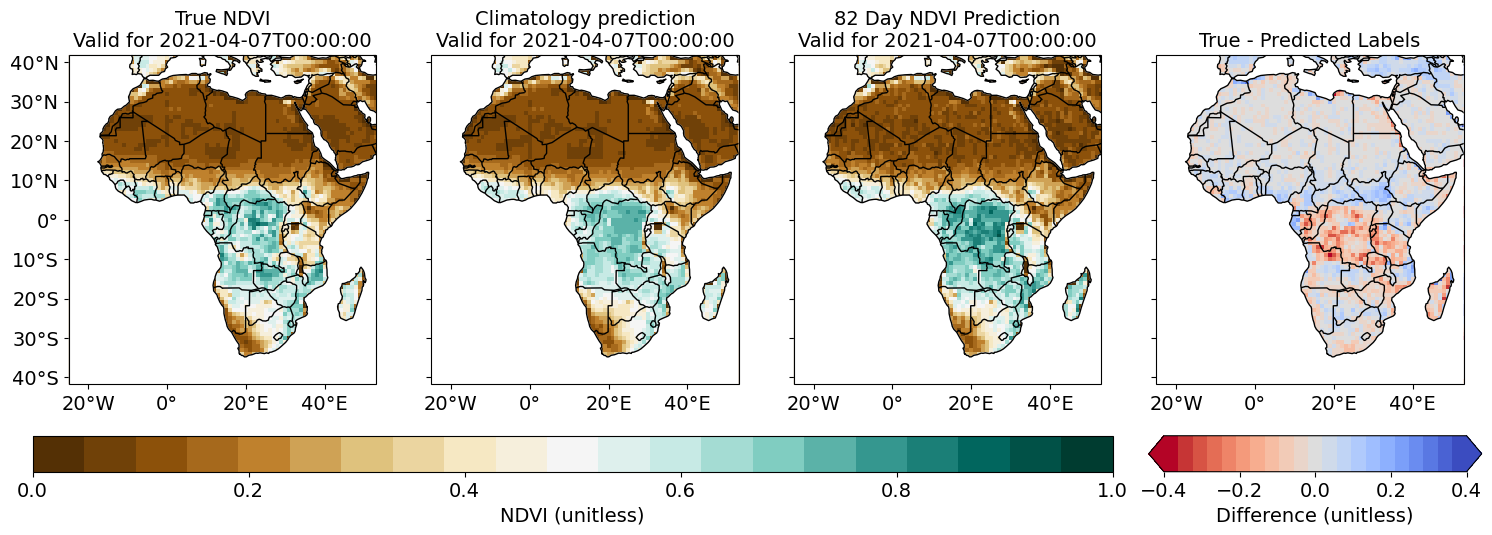 True NDVI
Valid for 2021-04-07T00:00:00
Climatology prediction
Valid for 2021-04-07T00:00:00
82 Day NDVI Prediction
Valid for 2021-04-07T00:00:00
True - Predicted Labels
40°N
30°N
20°N
10°N
0°
10°S
20°S
30°S
40°S
20°W 0° 20°E 40°E
20°W 0° 20°E 40°E
20°W 0° 20°E 40°E
20°W 0° 20°E 40°E
0.0 0.2 0.4 0.6 0.8 1.0
NDVI (unitless)
−0.4 −0.2 0.0 0.2 0.4
Difference (unitless)